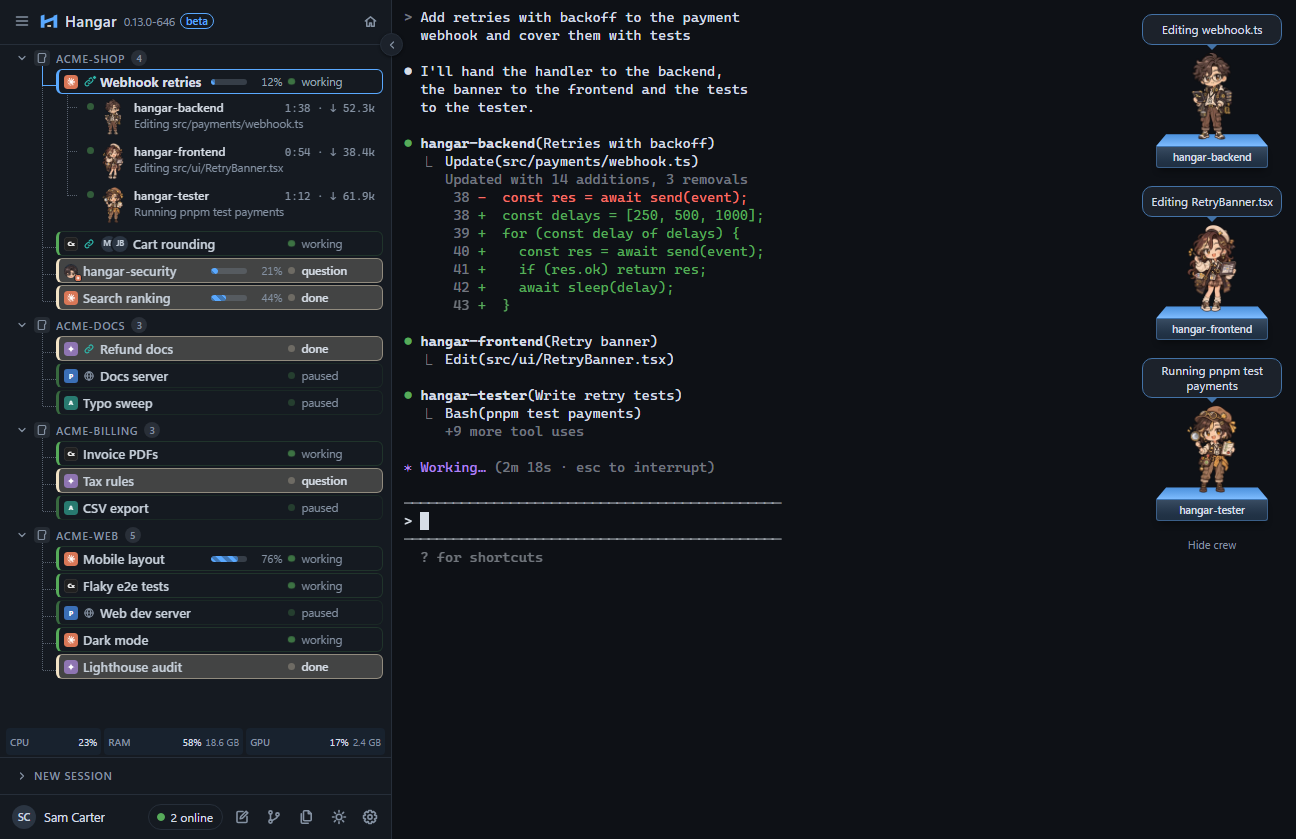 Hangar 0.13.0-646 beta
ACME-SHOP 4
Webhook retries 12% working
hangar-backend 1:38 · ↓ 52.3k
Editing src/payments/webhook.ts
hangar-frontend 0:54 · ↓ 38.4k
Editing src/ui/RetryBanner.tsx
hangar-tester 1:12 · ↓ 61.9k
Running pnpm test payments
Cx M JB Cart rounding working
hangar-security 21% question
Search ranking 44% done
ACME-DOCS 3
Refund docs done
P Docs server paused
A Typo sweep paused
ACME-BILLING 3
Cx Invoice PDFs working
Tax rules question
A CSV export paused
ACME-WEB 5
Mobile layout 76% working
Cx Flaky e2e tests working
P Web dev server paused
Dark mode working
Lighthouse audit done
CPU 23% RAM 58% 18.6 GB GPU 17% 2.4 GB
NEW SESSION
SC Sam Carter 2 online
> Add retries with backoff to the payment
webhook and cover them with tests
● I'll hand the handler to the backend,
the banner to the frontend and the tests
to the tester.
● hangar-backend(Retries with backoff)
⎿ Update(src/payments/webhook.ts)
Updated with 14 additions, 3 removals
38 - const res = await send(event);
38 + const delays = [250, 500, 1000];
39 + for (const delay of delays) {
40 + const res = await send(event);
41 + if (res.ok) return res;
42 + await sleep(delay);
43 + }
● hangar-frontend(Retry banner)
⎿ Edit(src/ui/RetryBanner.tsx)
● hangar-tester(Write retry tests)
⎿ Bash(pnpm test payments)
+9 more tool uses
* Working… (2m 18s · esc to interrupt)
>
? for shortcuts
Editing webhook.ts
hangar-backend
Editing RetryBanner.tsx
hangar-frontend
Running pnpm test
payments
hangar-tester
Hide crew